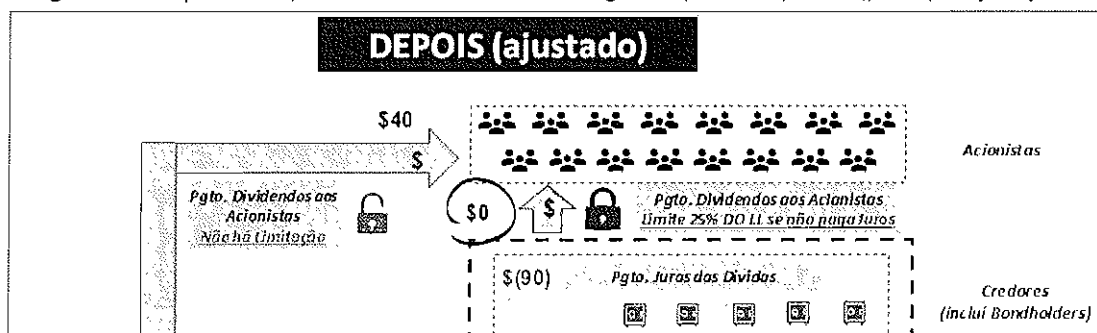 DEPOIS (ajustado)
$40
$
Acionistas
Pgto. Dividendos aos
Acionistas
Não há Limitação
$0
$
Pgto. Dividendos aos Acionistas
Limite 25% DO LL se não paga Juros
$(90)
Pgto. Juros das Dívidas
Credores
(inclui Bondholders)